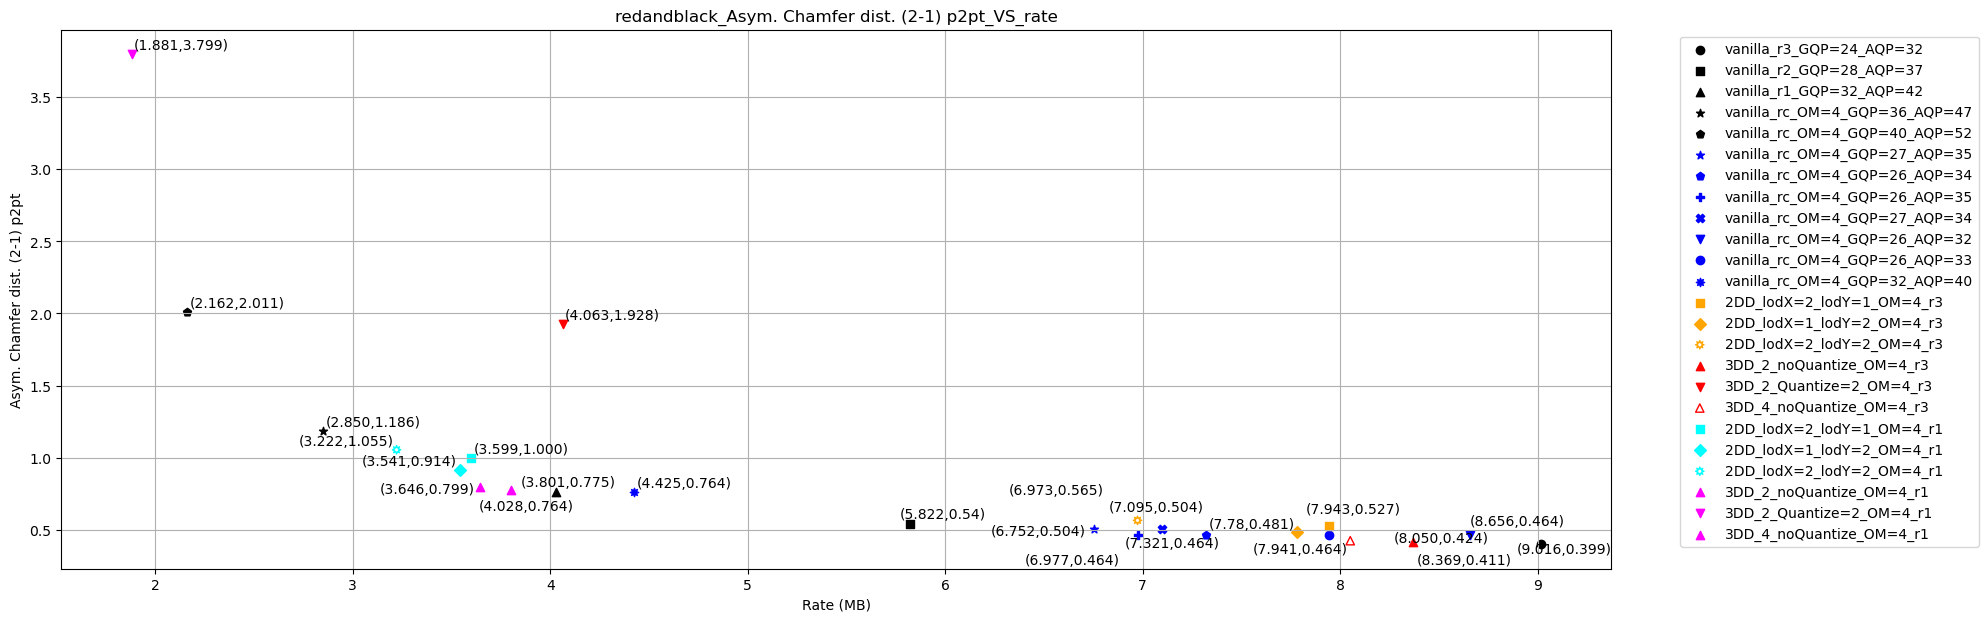 redandblack_Asym. Chamfer dist. (2-1) p2pt_VS_rate
Asym. Chamfer dist. (2-1) p2pt
3.5
3.0
2.5
2.0
1.5
1.0
0.5
(1.881,3.799)
(2.162,2.011)
(4.063,1.928)
(2.850,1.186)
(3.222,1.055)
(3.599,1.000)
(3.541,0.914)
(3.646,0.799)
(3.801,0.775)
(4.425,0.764)
(4.028,0.764)
(5.822,0.54)
(6.973,0.565)
(7.095,0.504)
(6.752,0.504)
(7.321,0.464)
(6.977,0.464)
(7.78,0.481)
(7.943,0.527)
(7.941,0.464)
(8.050,0.424)
(8.656,0.464)
(9.016,0.399)
(8.369,0.411)
2
3
4
5
6
7
8
9
Rate (MB)
vanilla_r3_GQP=24_AQP=32
vanilla_r2_GQP=28_AQP=37
vanilla_r1_GQP=32_AQP=42
vanilla_rc_OM=4_GQP=36_AQP=47
vanilla_rc_OM=4_GQP=40_AQP=52
vanilla_rc_OM=4_GQP=27_AQP=35
vanilla_rc_OM=4_GQP=26_AQP=34
vanilla_rc_OM=4_GQP=26_AQP=35
vanilla_rc_OM=4_GQP=27_AQP=34
vanilla_rc_OM=4_GQP=26_AQP=32
vanilla_rc_OM=4_GQP=26_AQP=33
vanilla_rc_OM=4_GQP=32_AQP=40
2DD_lodX=2_lodY=1_OM=4_r3
2DD_lodX=1_lodY=2_OM=4_r3
2DD_lodX=2_lodY=2_OM=4_r3
3DD_2_noQuantize_OM=4_r3
3DD_2_Quantize=2_OM=4_r3
3DD_4_noQuantize_OM=4_r3
2DD_lodX=2_lodY=1_OM=4_r1
2DD_lodX=1_lodY=2_OM=4_r1
2DD_lodX=2_lodY=2_OM=4_r1
3DD_2_noQuantize_OM=4_r1
3DD_2_Quantize=2_OM=4_r1
3DD_4_noQuantize_OM=4_r1